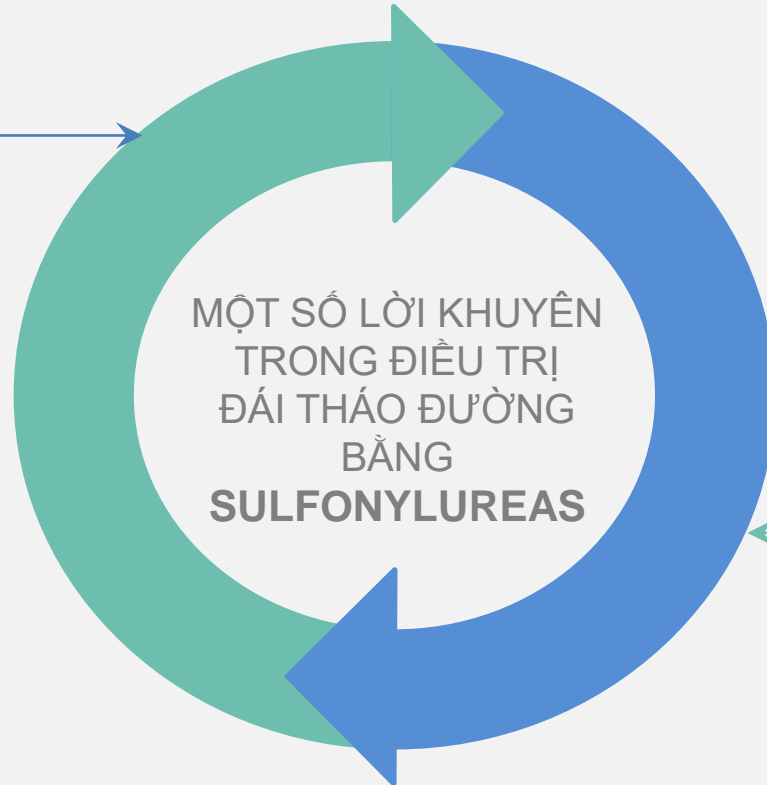 MỘT SỐ LỜI KHUYÊN
TRONG ĐIỀU TRỊ
ĐÁI THÁO ĐƯỜNG
BẰNG
SULFONYLUREAS